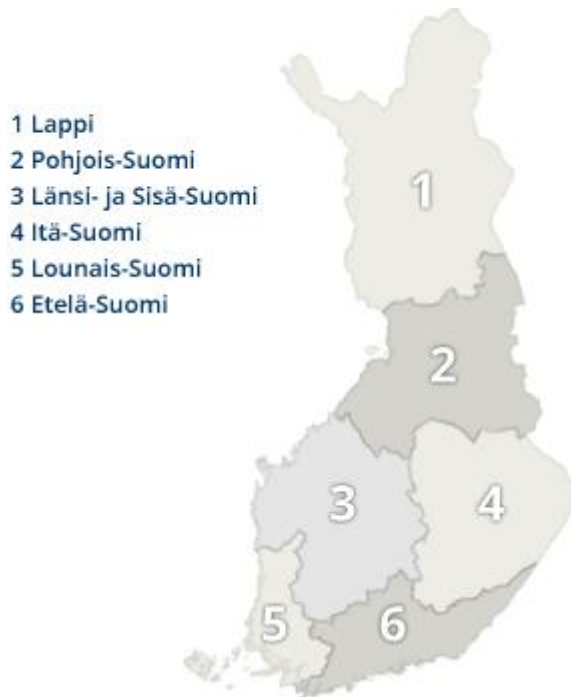 1 Lappi
2 Pohjois-Suomi
3 Länsi- ja Sisä-Suomi
4 Itä-Suomi
5 Lounais-Suomi
6 Etelä-Suomi
1
2
3
4
5
6